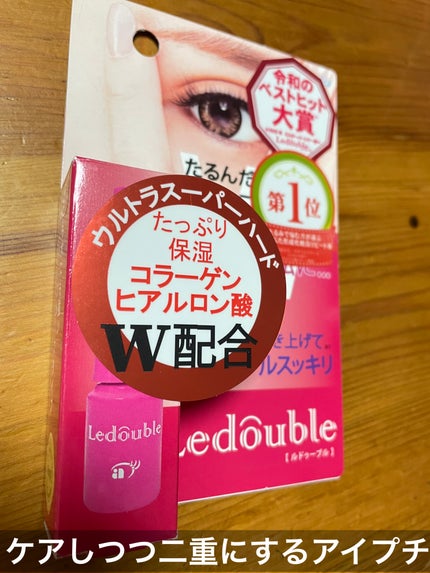 令和の
ベストヒット
大賞
Ledouble
たるんだ
第1位
ウルトラスーパーハード
たっぷり
保湿
コラーゲン
ヒアルロン酸
W配合
き上げて
ルスッキリ
Ledouble
Ledouble
【ルドゥーブル】
ケアしつつ二重にするアイプチ